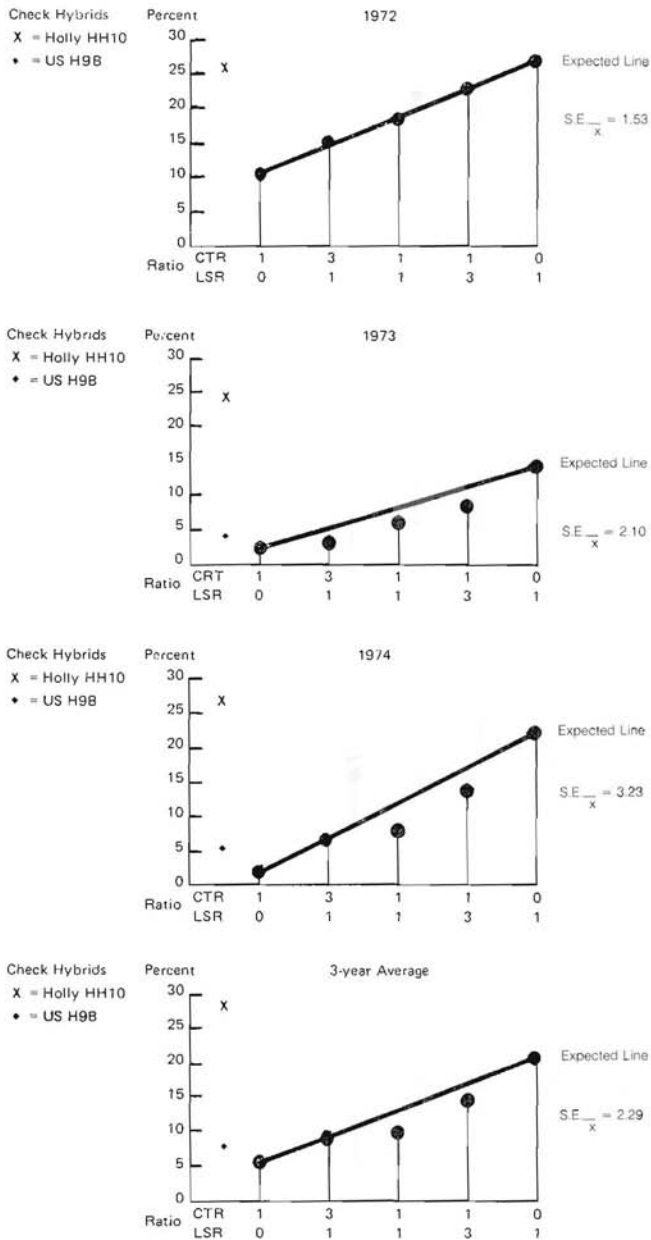 Check Hybrids Percent 1972
X = Holly HH10
♦ = US H9B
30
25
20
15
10
5
0
Expected Line
S.E. x̅ = 1.53
Ratio
CTR 1 3 1 1 0
LSR 0 1 1 3 1
Check Hybrids Percent 1973
X = Holly HH10
♦ = US H9B
30
25
20
15
10
5
0
Expected Line
S.E. x̅ = 2.10
Ratio
CRT 1 3 1 1 0
LSR 0 1 1 3 1
Check Hybrids Percent 1974
X = Holly HH10
♦ = US H9B
30
25
20
15
10
5
0
Expected Line
S.E. x̅ = 3.23
Ratio
CTR 1 3 1 1 0
LSR 0 1 1 3 1
Check Hybrids Percent 3-year Average
X = Holly HH10
♦ = US H9B
30
25
20
15
10
5
0
Expected Line
S.E. x̅ = 2.29
Ratio
CTR 1 3 1 1 0
LSR 0 1 1 3 1